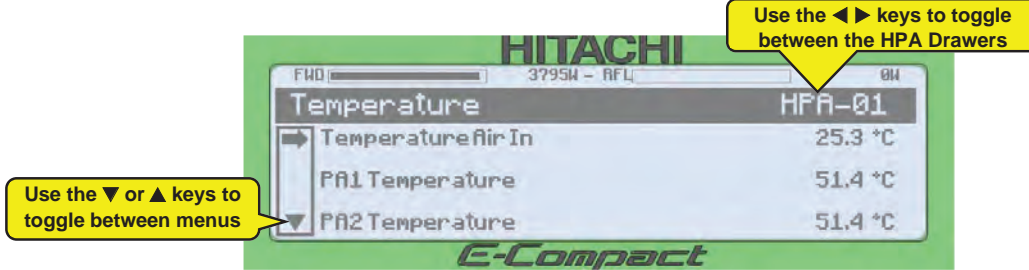 Use the ◀ ▶ keys to toggle
between the HPA Drawers
HITACHI
FWD 3795W - RFL 0W
Temperature HPA-01
Temperature Air In 25.3 °C
PA1 Temperature 51.4 °C
PA2 Temperature 51.4 °C
Use the ▼ or ▲ keys to
toggle between menus
E-Compact